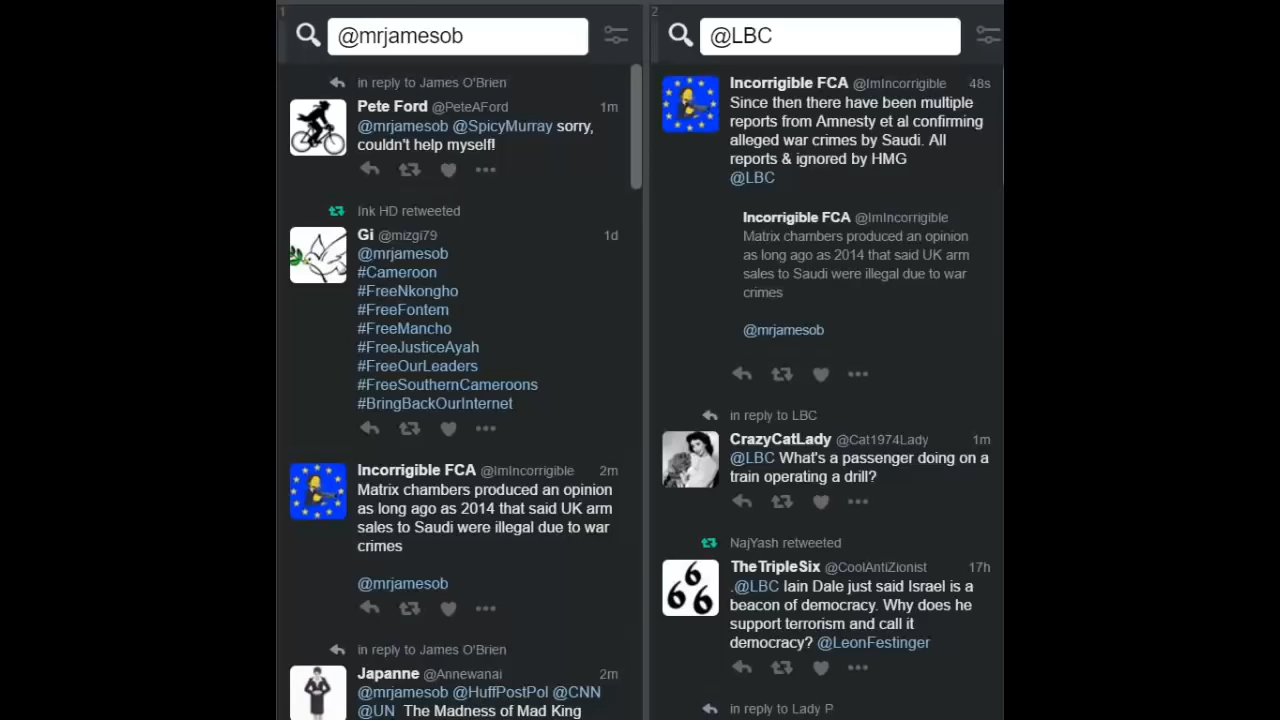 1
@mrjamesob
in reply to James O'Brien
Pete Ford @PeteAFord 1m
@mrjamesob @SpicyMurray sorry,
couldn't help myself!
Ink HD retweeted
Gi @mizgi79 1d
@mrjamesob
#Cameroon
#FreeNkongho
#FreeFontem
#FreeMancho
#FreeJusticeAyah
#FreeOurLeaders
#FreeSouthernCameroons
#BringBackOurInternet
Incorrigible FCA @ImIncorrigible 2m
Matrix chambers produced an opinion
as long ago as 2014 that said UK arm
sales to Saudi were illegal due to war
crimes
@mrjamesob
in reply to James O'Brien
Japanne @Annewanai 2m
@mrjamesob @HuffPostPol @CNN
@UN The Madness of Mad King
2
@LBC
Incorrigible FCA @ImIncorrigible 48s
Since then there have been multiple
reports from Amnesty et al confirming
alleged war crimes by Saudi. All
reports & ignored by HMG
@LBC
Incorrigible FCA @ImIncorrigible
Matrix chambers produced an opinion
as long ago as 2014 that said UK arm
sales to Saudi were illegal due to war
crimes
@mrjamesob
in reply to LBC
CrazyCatLady @Cat1974Lady 1m
@LBC What's a passenger doing on a
train operating a drill?
NajYash retweeted
TheTripleSix @CoolAntiZionist 17h
.@LBC Iain Dale just said Israel is a
beacon of democracy. Why does he
support terrorism and call it
democracy? @LeonFestinger
in reply to Lady P
666